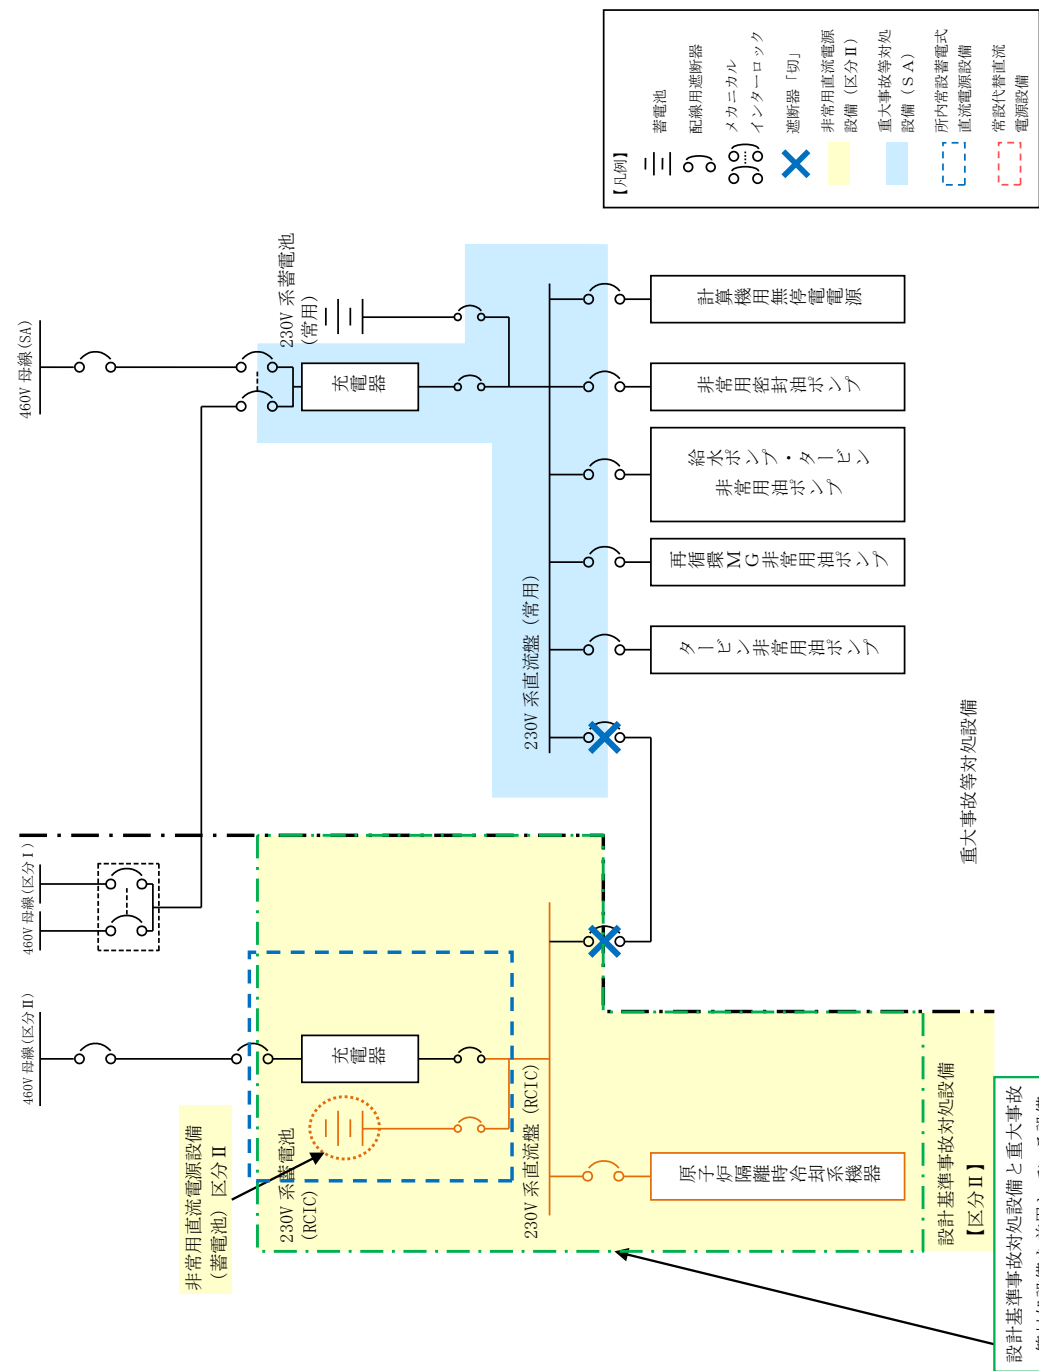 460V 母線(区分Ⅱ)
460V 母線(区分Ⅰ)
460V 母線(SA)
非常用直流電源設備
(蓄電池) 区分Ⅱ
230V 系蓄電池
(RCIC)
充電器
230V 系直流盤 (RCIC)
原子炉隔離時冷却系機器
設計基準事故対処設備
【区分Ⅱ】
設計基準事故対処設備と重大事故
230V 系蓄電池
(常用)
充電器
230V 系直流盤 (常用)
タービン非常用油ポンプ
再循環MG非常用油ポンプ
給水ポンプ・タービン
非常用油ポンプ
非常用密封油ポンプ
計算機用無停電電源
重大事故等対処設備
【凡例】
蓄電池
配線用遮断器
メカニカル
インターロック
遮断器「切」
非常用直流電源
設備 (区分Ⅱ)
重大事故等対処
設備 (SA)
所内常設蓄電式
直流電源設備
常設代替直流
電源設備